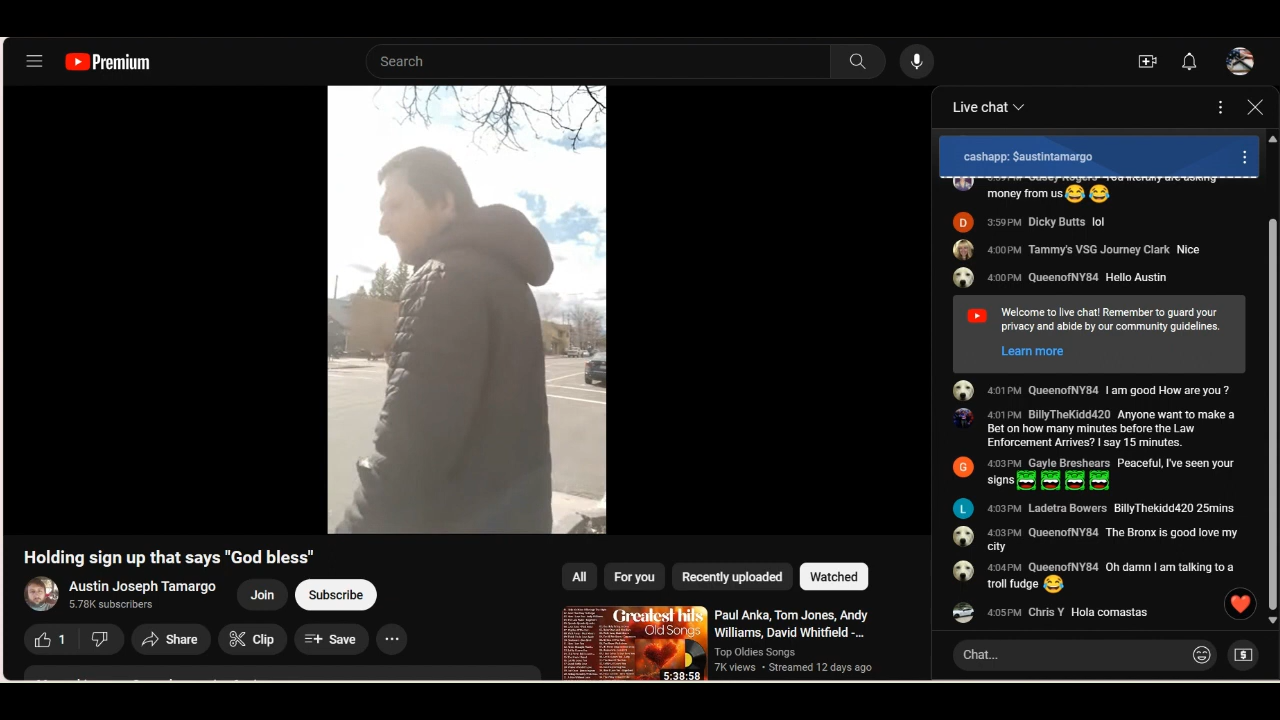 Premium
Search
Live chat
cashapp: $austintamargo
money from us
3:59 PM Dicky Butts lol
4:00 PM Tammy's VSG Journey Clark Nice
4:00 PM QueenofNY84 Hello Austin
Welcome to live chat! Remember to guard your
privacy and abide by our community guidelines.
Learn more
4:01 PM QueenofNY84 I am good How are you ?
4:01 PM BillyTheKidd420 Anyone want to make a
Bet on how many minutes before the Law
Enforcement Arrives? I say 15 minutes.
G
4:03 PM Gayle Breshears Peaceful, I've seen your
signs
L
4:03 PM Ladetra Bowers BillyThekidd420 25mins
4:03 PM QueenofNY84 The Bronx is good love my
city
4:04 PM QueenofNY84 Oh damn I am talking to a
troll fudge
4:05 PM Chris Y Hola comastas
Chat...
Holding sign up that says "God bless"
Austin Joseph Tamargo
5.78K subscribers
Join
Subscribe
1
Share
Clip
Save
All
For you
Recently uploaded
Watched
Greatest hits
Old Songs
5:38:58
Paul Anka, Tom Jones, Andy
Williams, David Whitfield -...
Top Oldies Songs
7K views • Streamed 12 days ago